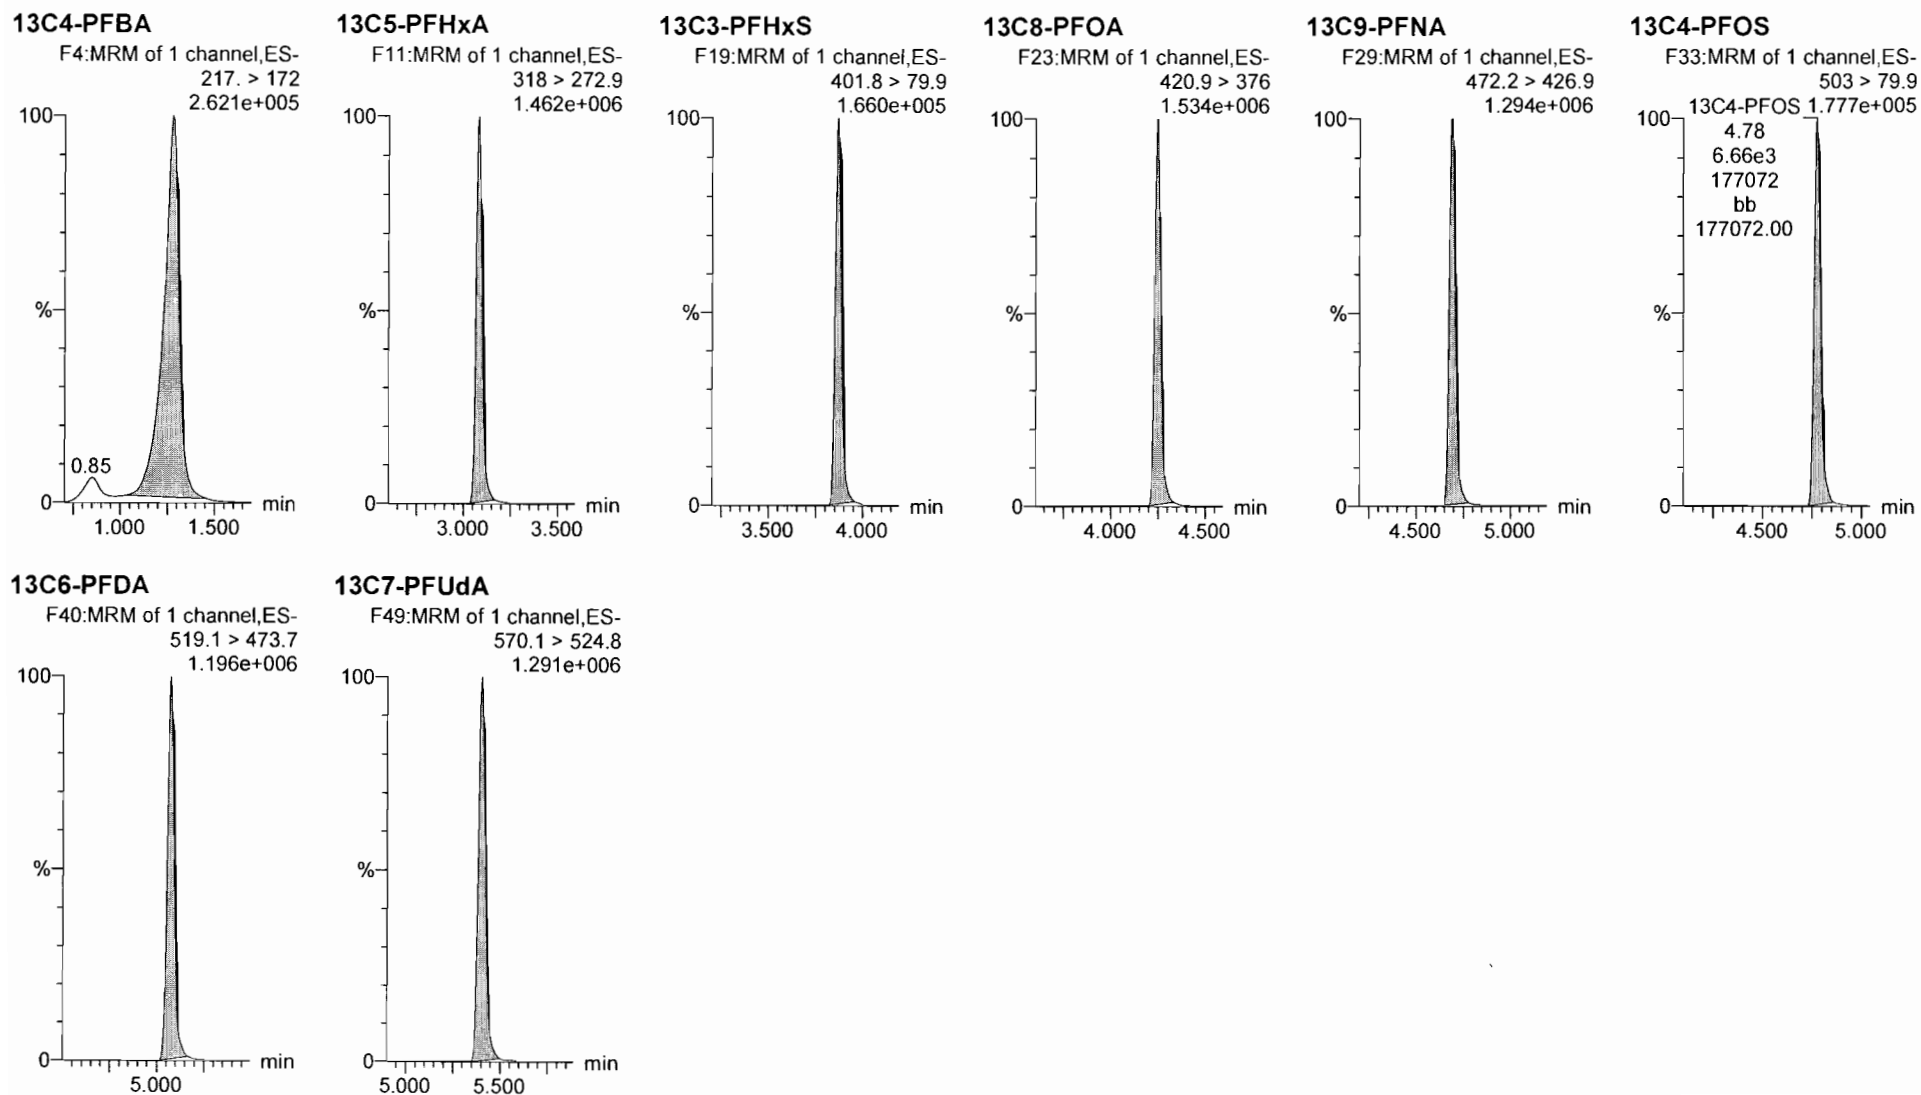 13C4-PFBA
F4:MRM of 1 channel,ES-
217. > 172
2.621e+005
100
%
0.85
0
min
1.000 1.500
13C5-PFHxA
F11:MRM of 1 channel,ES-
318 > 272.9
1.462e+006
100
%
0
min
3.000 3.500
13C3-PFHxS
F19:MRM of 1 channel,ES-
401.8 > 79.9
1.660e+005
100
%
0
min
3.500 4.000
13C8-PFOA
F23:MRM of 1 channel,ES-
420.9 > 376
1.534e+006
100
%
0
min
4.000 4.500
13C9-PFNA
F29:MRM of 1 channel,ES-
472.2 > 426.9
1.294e+006
100
%
0
min
4.500 5.000
13C4-PFOS
F33:MRM of 1 channel,ES-
503 > 79.9
13C4-PFOS 1.777e+005
100
4.78
6.66e3
177072
bb
177072.00
%
0
min
4.500 5.000
13C6-PFDA
F40:MRM of 1 channel,ES-
519.1 > 473.7
1.196e+006
100
%
0
min
5.000
13C7-PFUdA
F49:MRM of 1 channel,ES-
570.1 > 524.8
1.291e+006
100
%
0
min
5.000 5.500